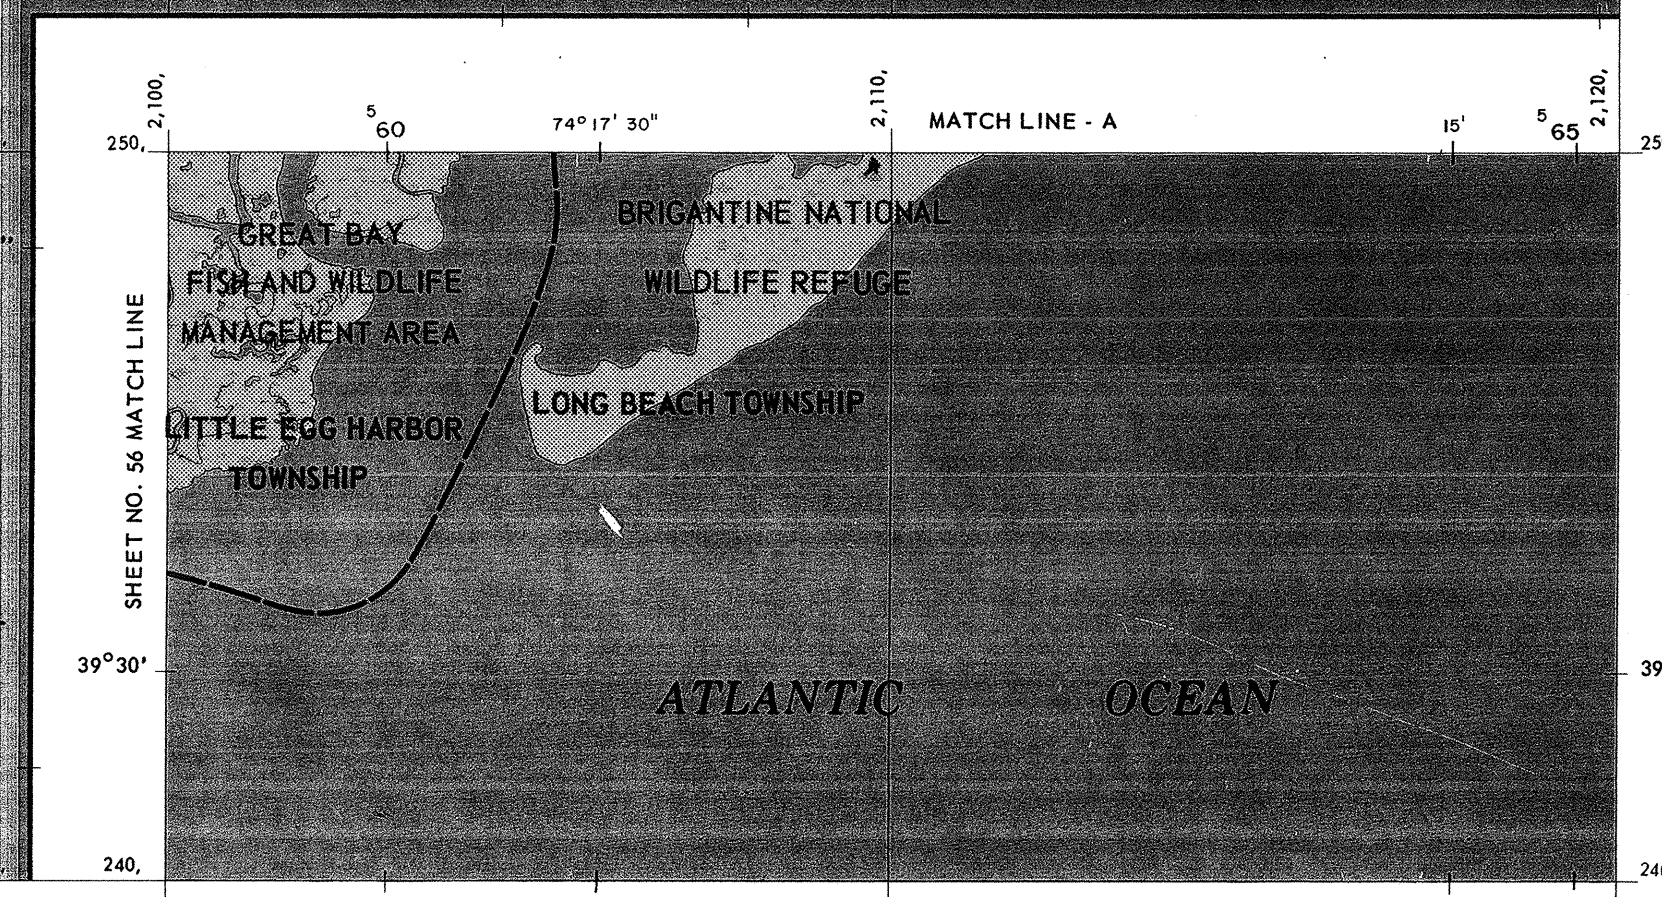 2,100,
2,110,
2,120,
5 60
74° 17' 30"
MATCH LINE - A
15'
5 65
250,
25
BRIGANTINE NATIONAL
WILDLIFE REFUGE
GREAT BAY
FISH AND WILDLIFE
MANAGEMENT AREA
LONG BEACH TOWNSHIP
LITTLE EGG HARBOR
TOWNSHIP
SHEET NO. 56 MATCH LINE
39° 30'
39
ATLANTIC OCEAN
240,
24